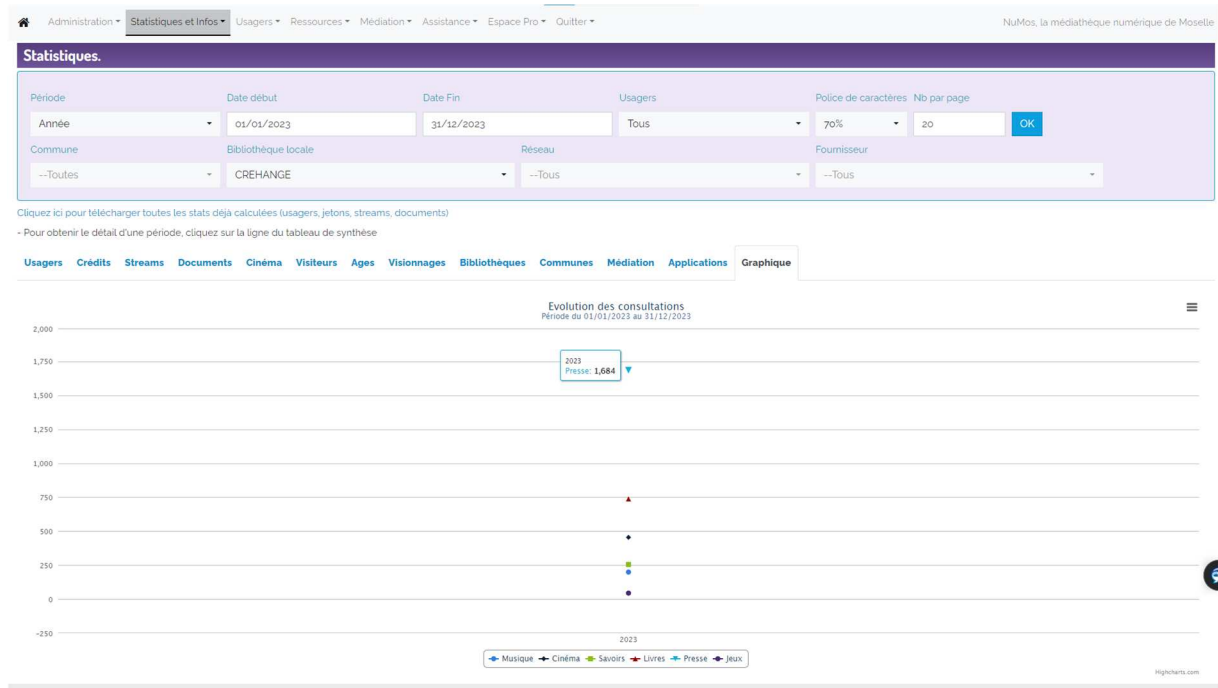 Administration Statistiques et Infos Usagers Ressources Médiation Assistance Espace Pro Quitter NuMos, la médiathèque numérique de Moselle
Statistiques.
Période Date début Date Fin Usagers Police de caractères Nb par page
Année 01/01/2023 31/12/2023 Tous 70% 20 OK
Commune Bibliothèque locale Réseau Fournisseur
--Toutes CREHANGE --Tous --Tous
Cliquez ici pour télécharger toutes les stats déjà calculées (usagers, jetons, streams, documents)
- Pour obtenir le détail d'une période, cliquez sur la ligne du tableau de synthèse
Usagers Crédits Streams Documents Cinéma Visiteurs Ages Visionnages Bibliothèques Communes Médiation Applications Graphique
Evolution des consultations
Période du 01/01/2023 au 31/12/2023
2,000
1,750
2023
Presse: 1,684
1,500
1,250
1,000
750
500
250
0
-250
2023
Musique Cinéma Savoirs Livres Presse Jeux
Highcharts.com